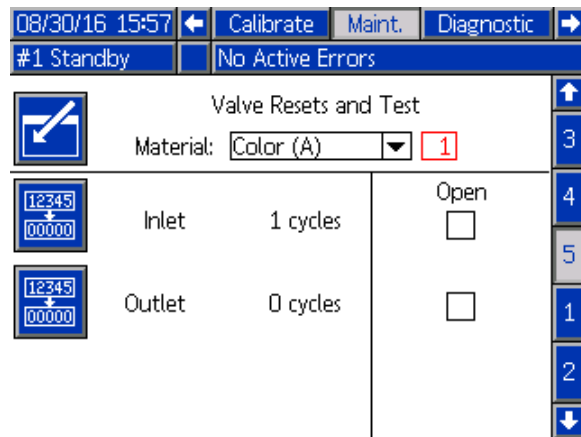 08/30/16 15:57 Calibrate Maint. Diagnostic
#1 Standby No Active Errors
Valve Resets and Test
Material: Color (A) 1
3
4
5
1
2
Open
12345
00000
Inlet 1 cycles
12345
00000
Outlet 0 cycles